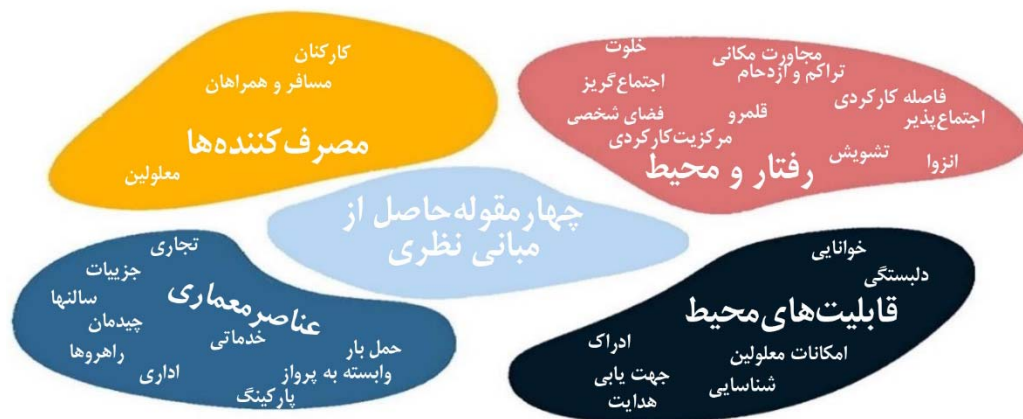 خلوت
مجاورت مکانی
تراکم و ازدحام
اجتماع‌گریز
فاصله کارکردی
قلمرو
فضای شخصی
اجتماع‌پذیر
مرکزیت‌کارکردی
تشویش
انزوا
رفتار و محیط
کارکنان
مسافر و همراهان
مصرف‌کننده‌ها
معلولین
چهار مقوله حاصل از
مبانی نظری
خوانایی
دلبستگی
قابلیت‌های محیط
ادراک
امکانات معلولین
جهت یابی
شناسایی
هدایت
تجاری
جزییات
سالنها
عناصر معماری
چیدمان
خدماتی
حمل بار
راهروها
وابسته به پرواز
اداری
پارکینگ